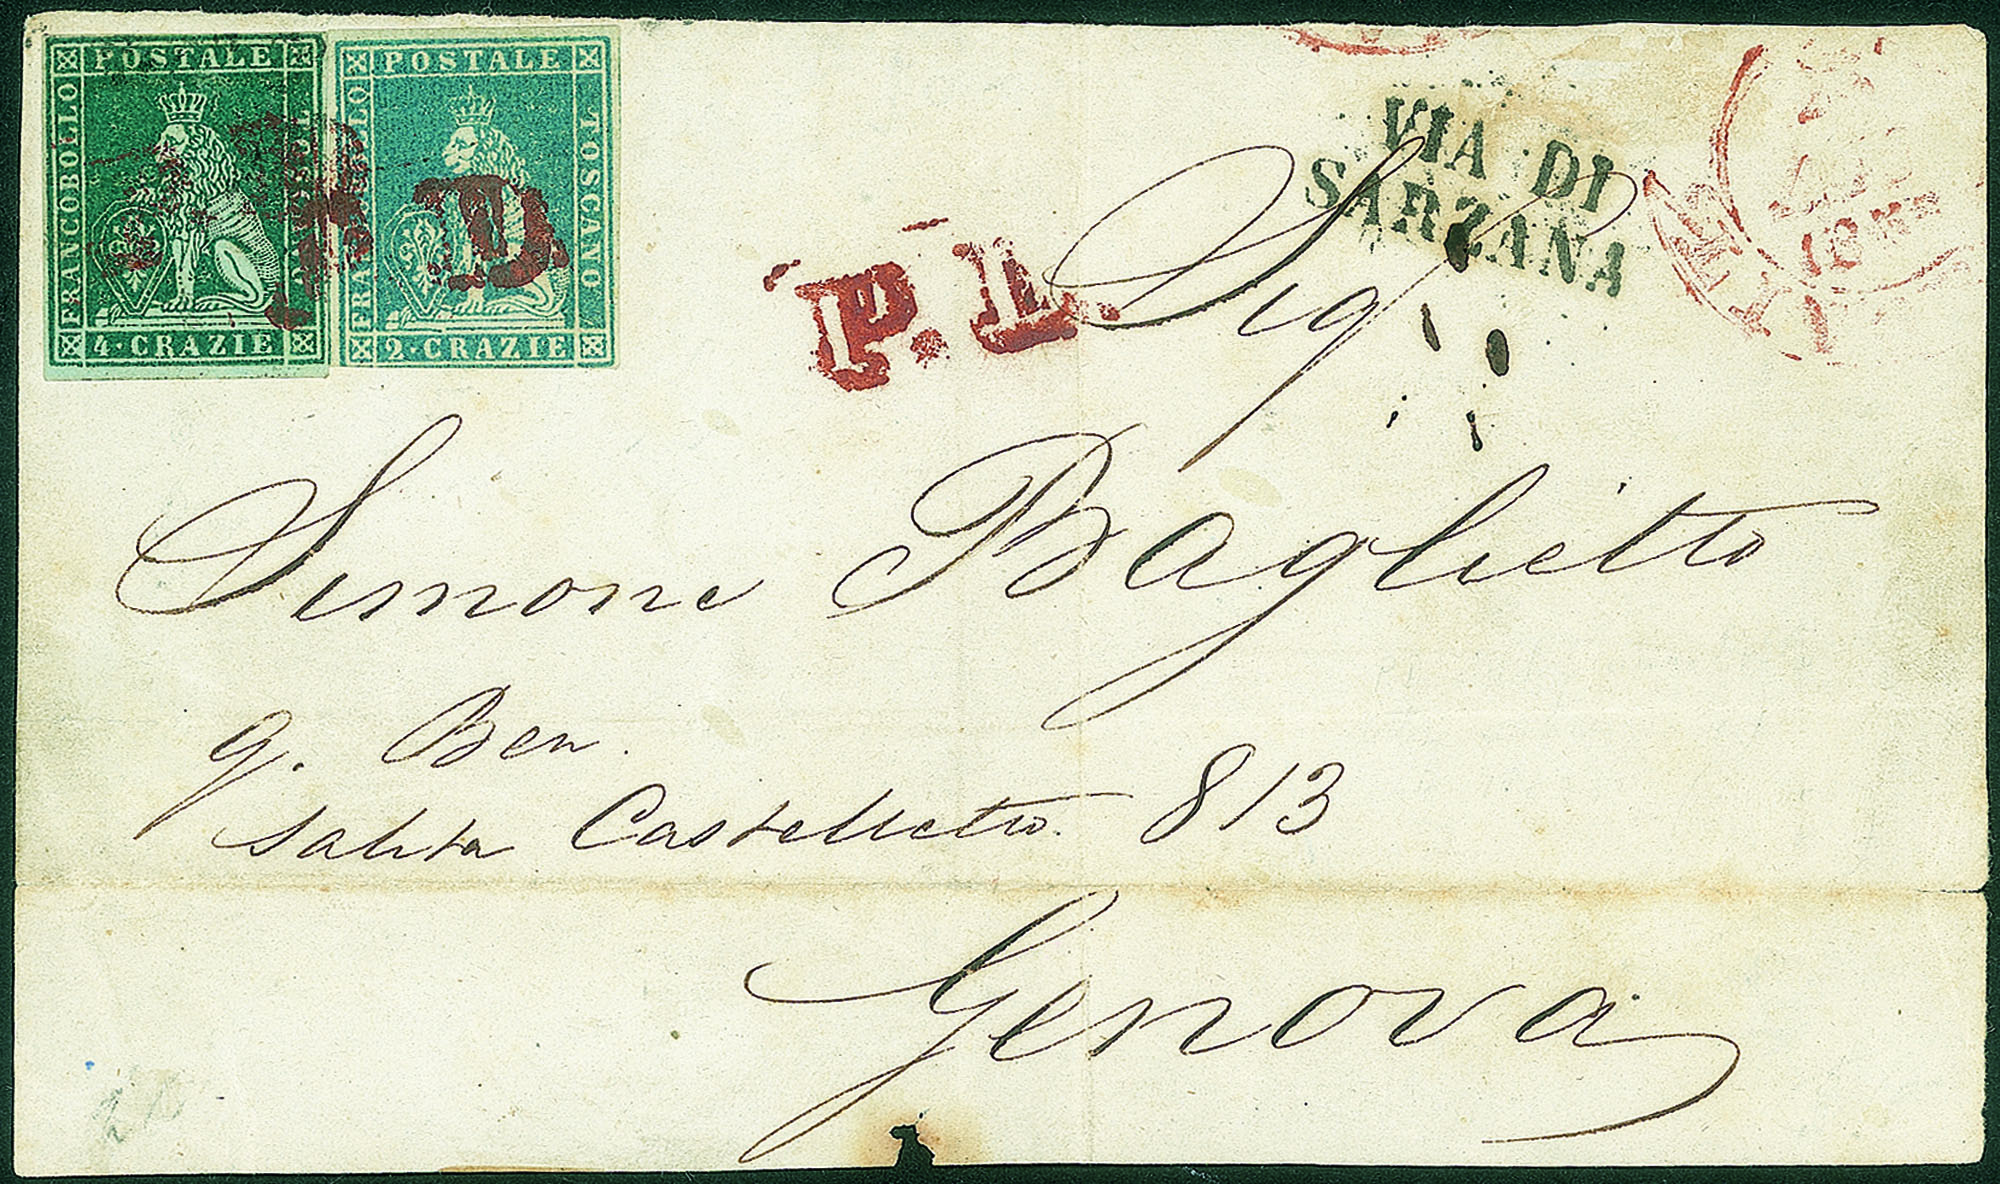 POSTALE
FRANCOBOLLO
4·CRAZIE
POSTALE
TOSCANO
2·CRAZIE
P.D
P.L.
VIA DI
SARZANA
Sig.
Simone Baglietto
q. Ben.
Salita Castelletto. 813
Genova